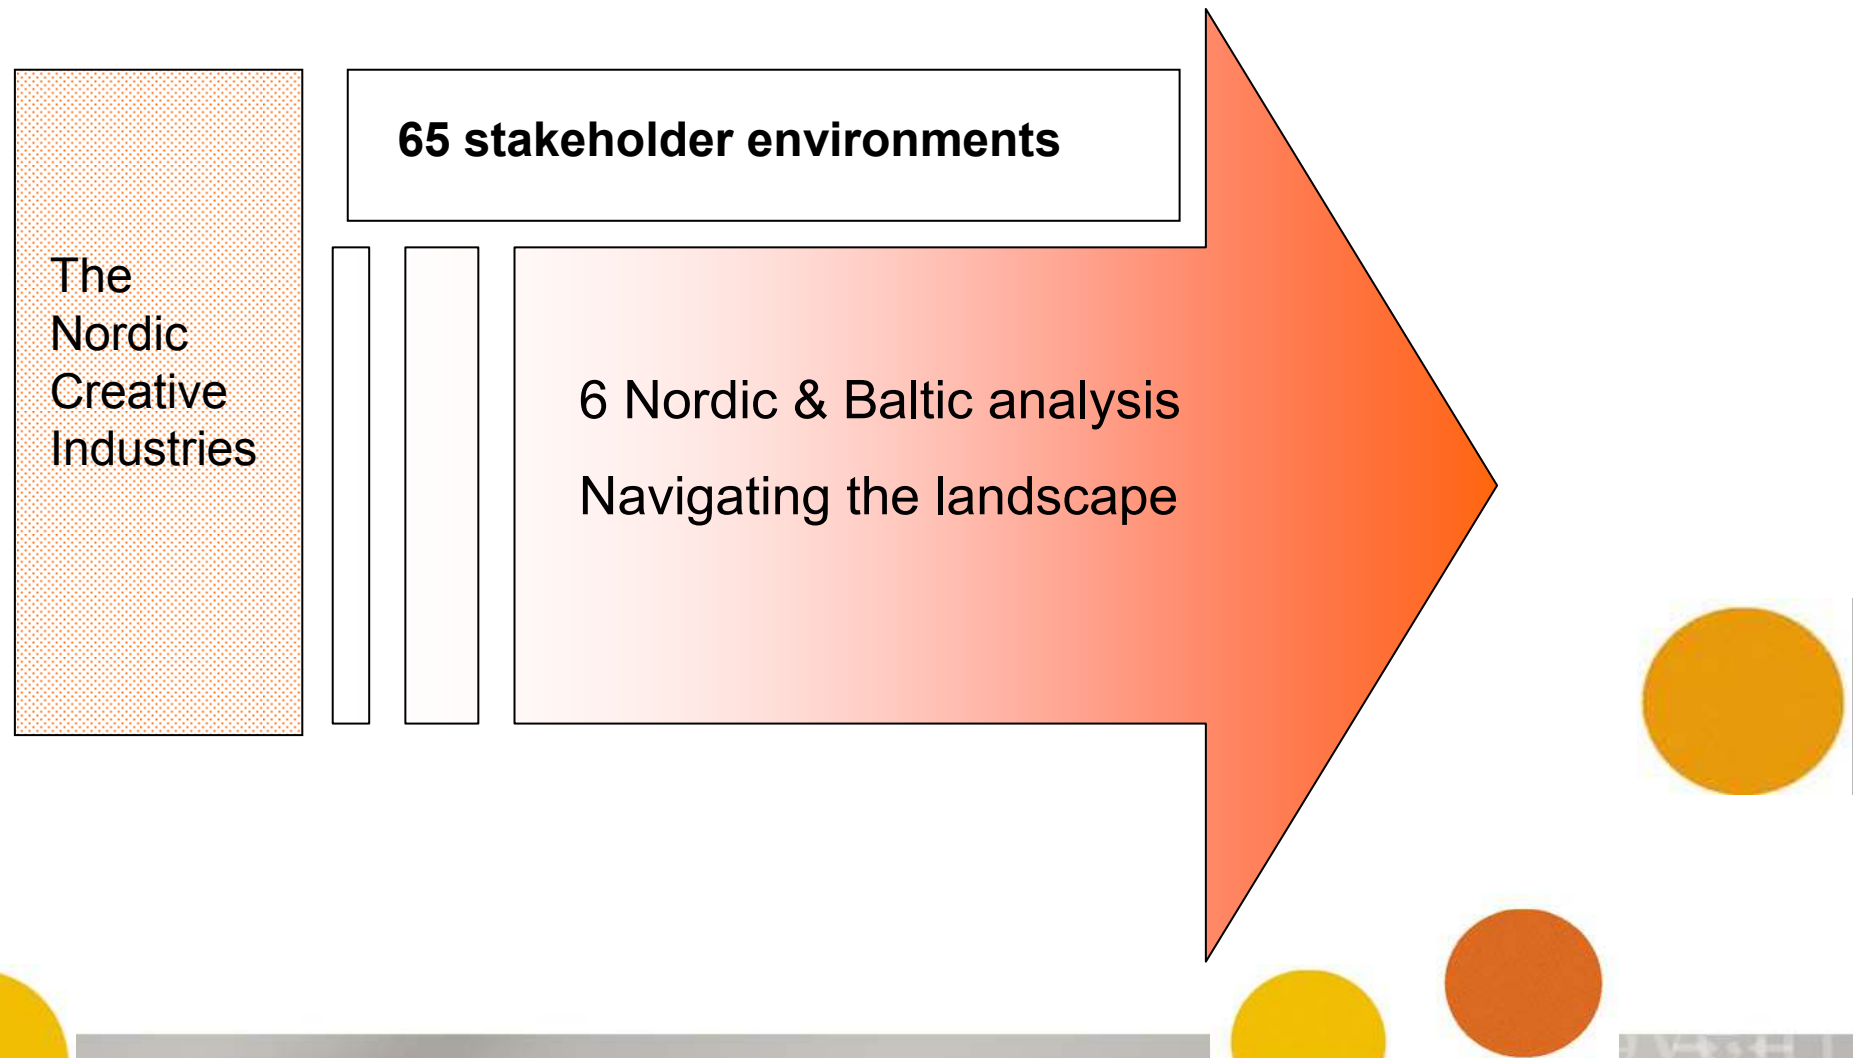 65 stakeholder environments
The
Nordic
Creative
Industries
6 Nordic & Baltic analysis
Navigating the landscape